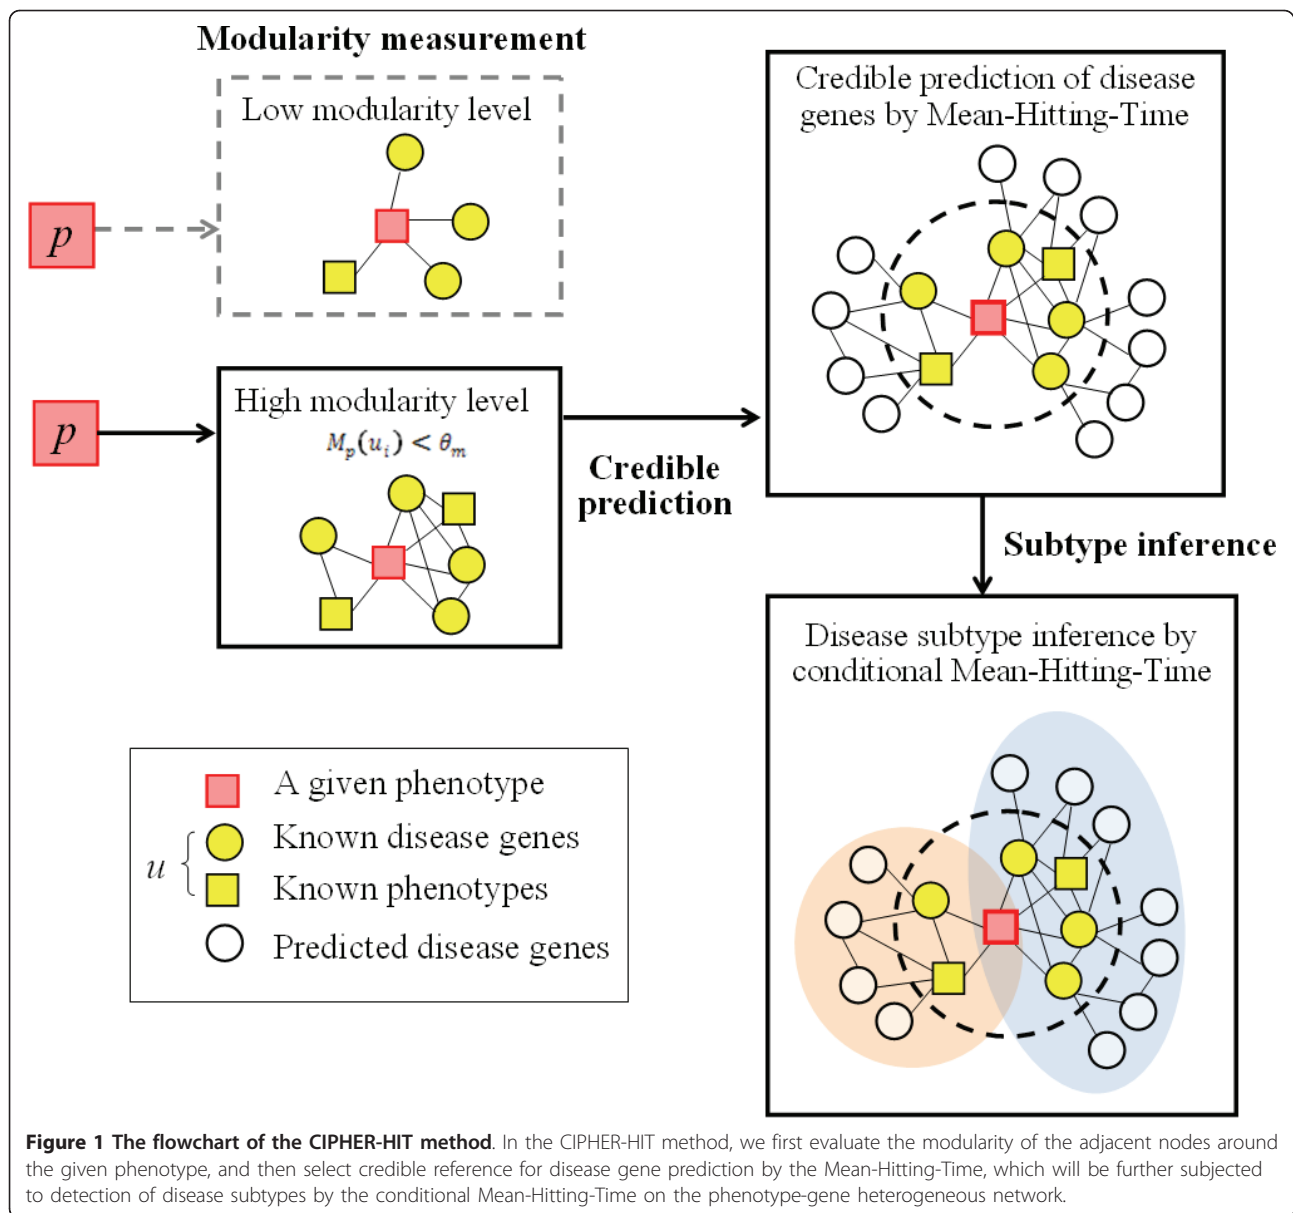 Modularity measurement
Low modularity level
p
High modularity level
M_p(u_i) < θ_m
p
Credible
prediction
Credible prediction of disease
genes by Mean-Hitting-Time
Subtype inference
Disease subtype inference by
conditional Mean-Hitting-Time
A given phenotype
u { Known disease genes
Known phenotypes
Predicted disease genes
Figure 1 The flowchart of the CIPHER-HIT method. In the CIPHER-HIT method, we first evaluate the modularity of the adjacent nodes around
the given phenotype, and then select credible reference for disease gene prediction by the Mean-Hitting-Time, which will be further subjected
to detection of disease subtypes by the conditional Mean-Hitting-Time on the phenotype-gene heterogeneous network.